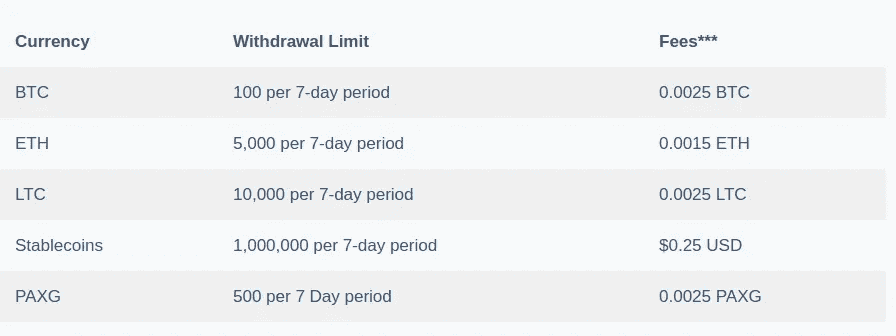 Currency Withdrawal Limit Fees***
BTC 100 per 7-day period 0.0025 BTC
ETH 5,000 per 7-day period 0.0015 ETH
LTC 10,000 per 7-day period 0.0025 LTC
Stablecoins 1,000,000 per 7-day period $0.25 USD
PAXG 500 per 7 Day period 0.0025 PAXG